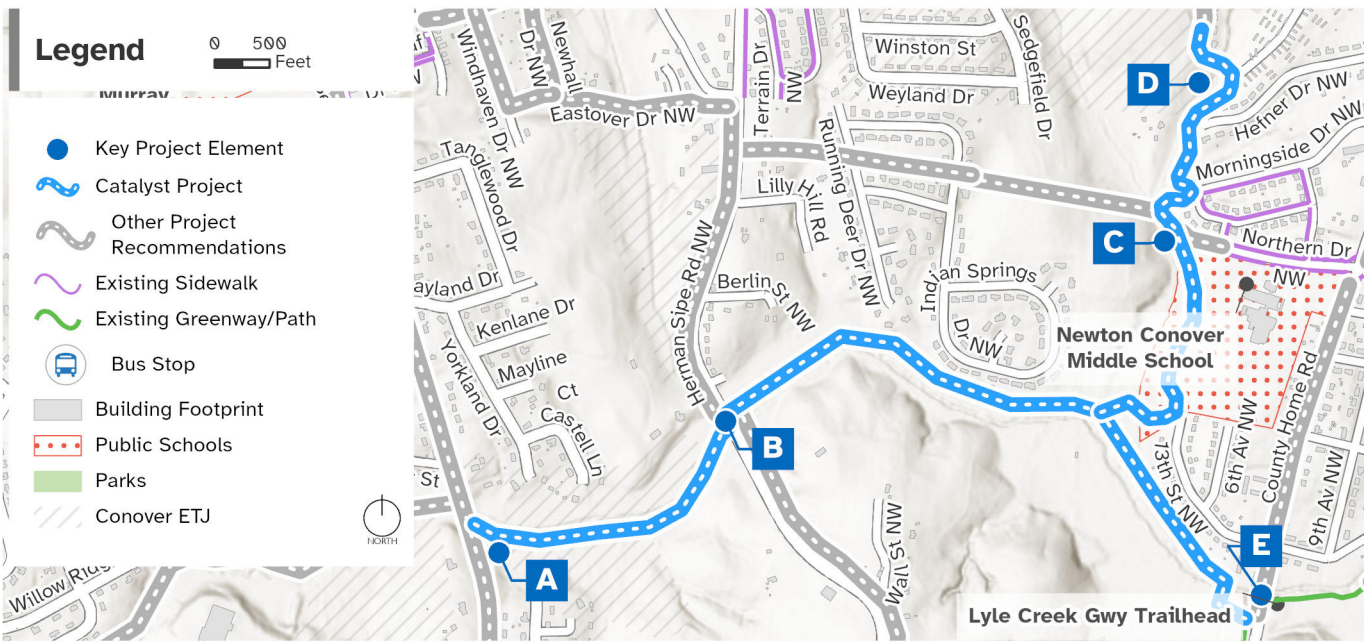 Legend
0 500
Feet
Murray
Key Project Element
Catalyst Project
Other Project
Recommendations
Existing Sidewalk
Existing Greenway/Path
Bus Stop
Building Footprint
Public Schools
Parks
Conover ETJ
NORTH
Windhaven Dr NW
Dr NW
Newhall
Eastover Dr NW
Tanglewood Dr
ayland Dr
Kenlane Dr
Mayline
Ct
Castell Ln
Yorkland Dr
St
Willow Ridg
Terrain Dr
NW
Winston St
Weyland Dr
Sedgefield Dr
Lilly Hill Rd
Running Deer Dr NW
Herman Sipe Rd NW
Berlin St NW
Indian Springs
Dr NW
Hefner Dr NW
Morningside Dr NW
Northern Dr
NW
Newton Conover
Middle School
13th St NW
6th Av NW
County Home Rd
9th Av NW
Wall St NW
Lyle Creek Gwy Trailhead
A
B
C
D
E